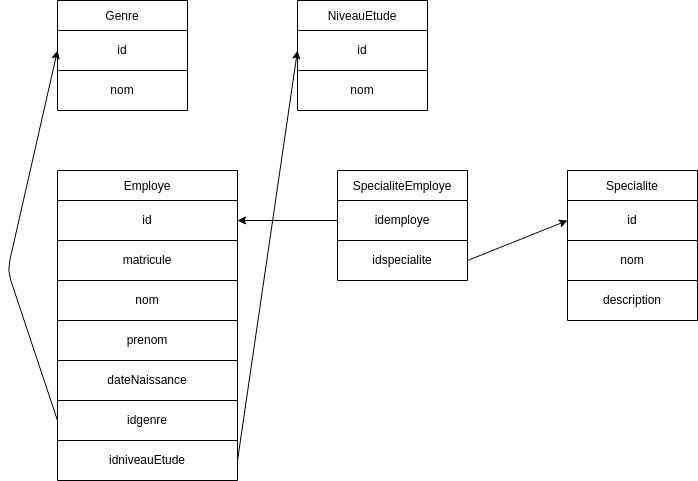 Genre
id
nom
NiveauEtude
id
nom
Employe
id
matricule
nom
prenom
dateNaissance
idgenre
idniveauEtude
SpecialiteEmploye
idemploye
idspecialite
Specialite
id
nom
description